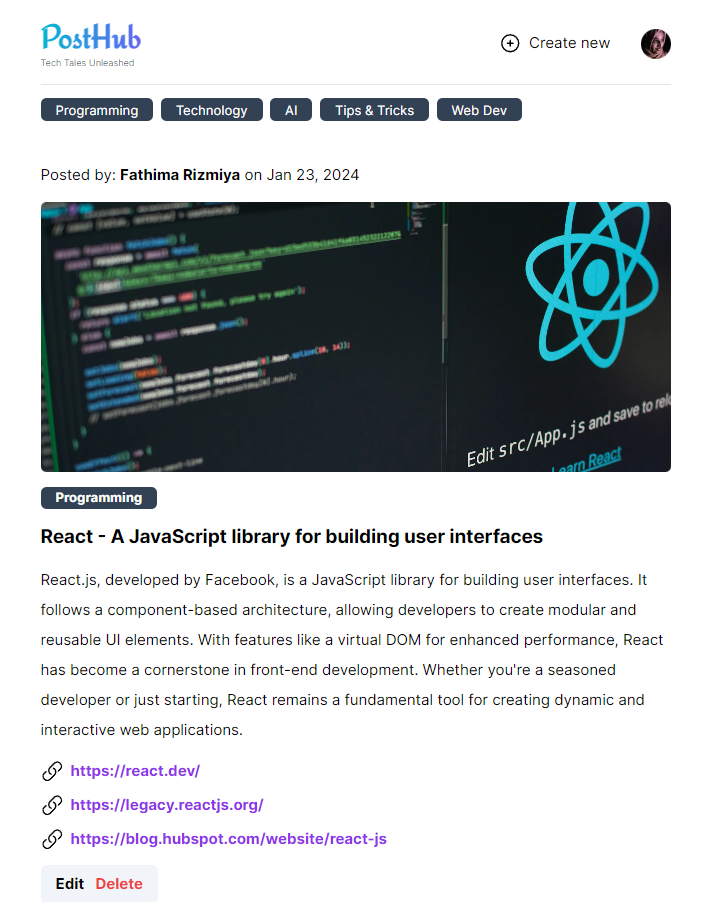 PostHub
Tech Tales Unleashed
Create new
Programming Technology AI Tips & Tricks Web Dev
Posted by: Fathima Rizmiya on Jan 23, 2024
Edit src/App.js and save to relo
Learn React
Programming
React - A JavaScript library for building user interfaces
React.js, developed by Facebook, is a JavaScript library for building user interfaces. It
follows a component-based architecture, allowing developers to create modular and
reusable UI elements. With features like a virtual DOM for enhanced performance, React
has become a cornerstone in front-end development. Whether you're a seasoned
developer or just starting, React remains a fundamental tool for creating dynamic and
interactive web applications.
https://react.dev/
https://legacy.reactjs.org/
https://blog.hubspot.com/website/react-js
Edit Delete